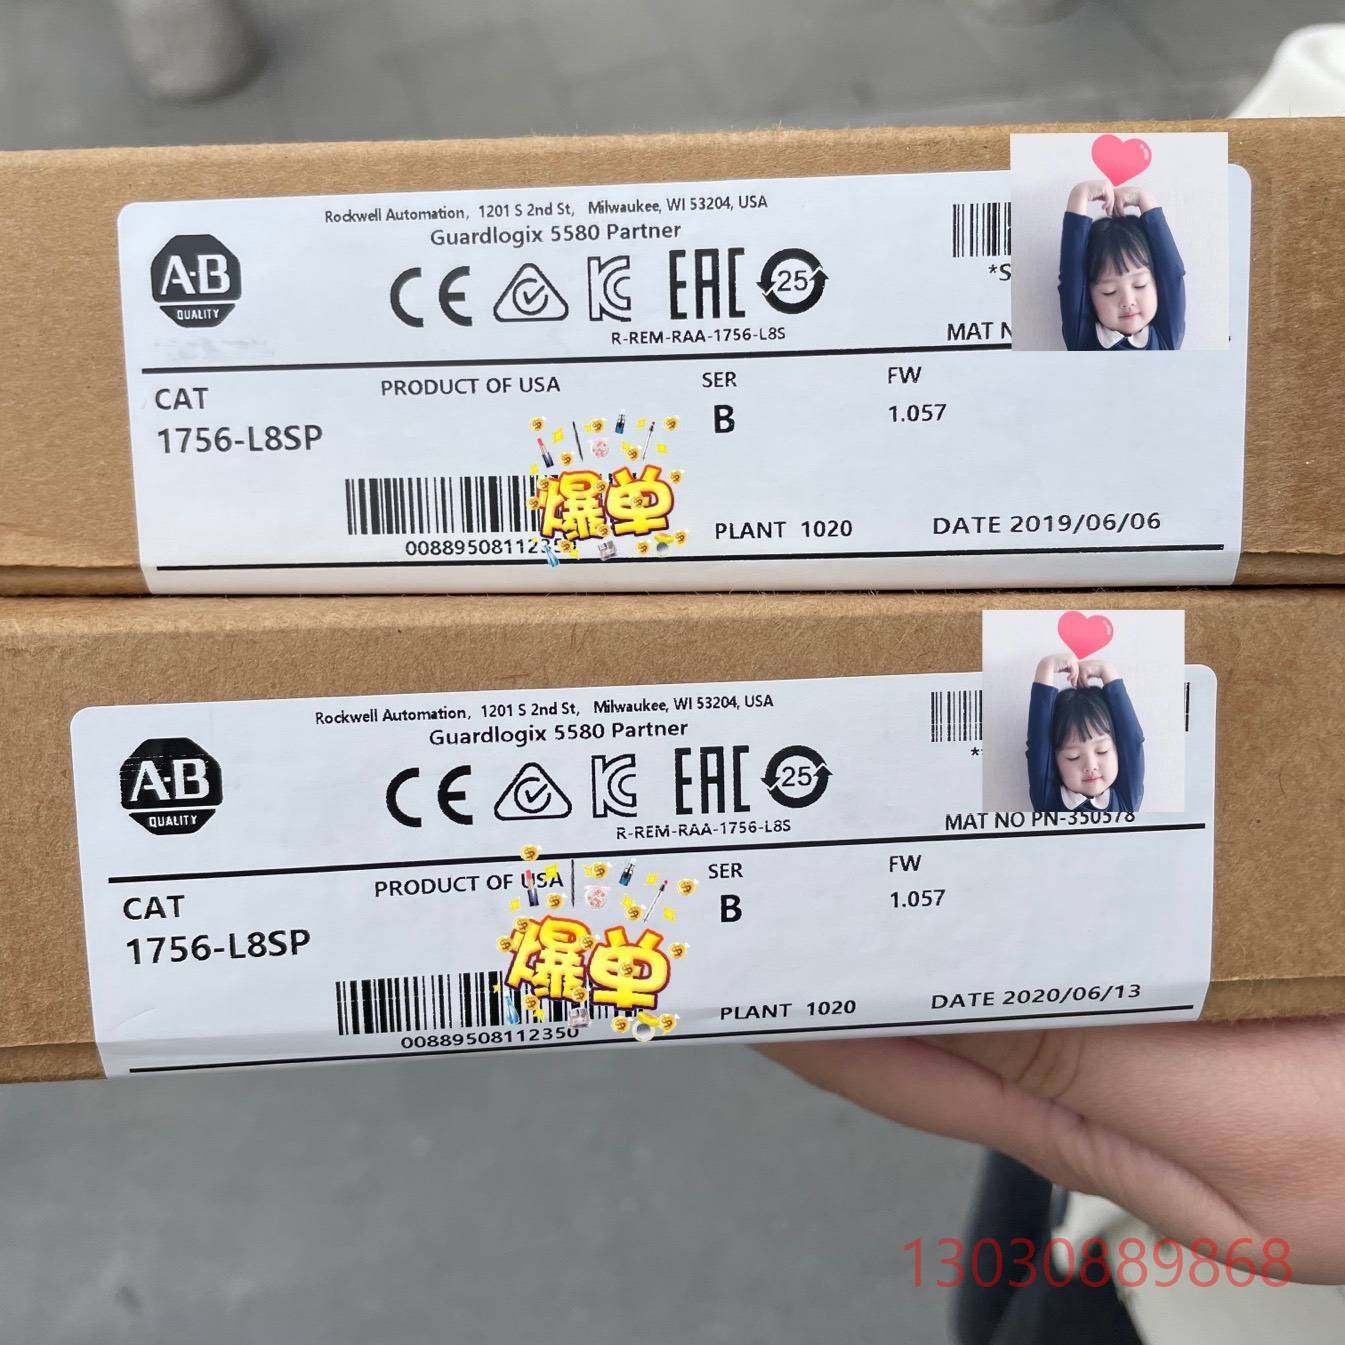 Rockwell Automation, 1201 S 2nd St, Milwaukee, WI 53204, USA
Guardlogix 5580 Partner
A·B
QUALITY
CE
KC
EAC
25
R-REM-RAA-1756-L8S
*S
MAT N
CAT
1756-L8SP
PRODUCT OF USA
SER
B
FW
1.057
爆单
00889508112350
PLANT 1020
DATE 2019/06/06
Rockwell Automation, 1201 S 2nd St, Milwaukee, WI 53204, USA
Guardlogix 5580 Partner
A·B
QUALITY
CE
KC
EAC
25
R-REM-RAA-1756-L8S
MAT NO PN-350578
CAT
1756-L8SP
PRODUCT OF USA
SER
B
FW
1.057
爆单
00889508112350
PLANT 1020
DATE 2020/06/13
13030889868